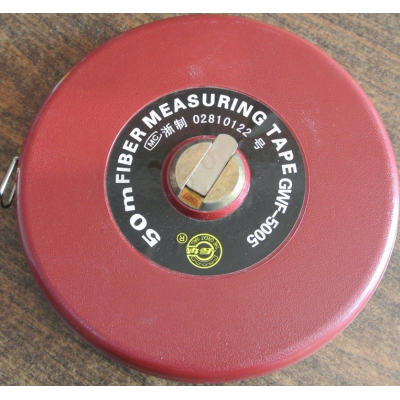 50m FIBER MEASURING TAPE GWF-5005
MC 浙制 02810122 号
®